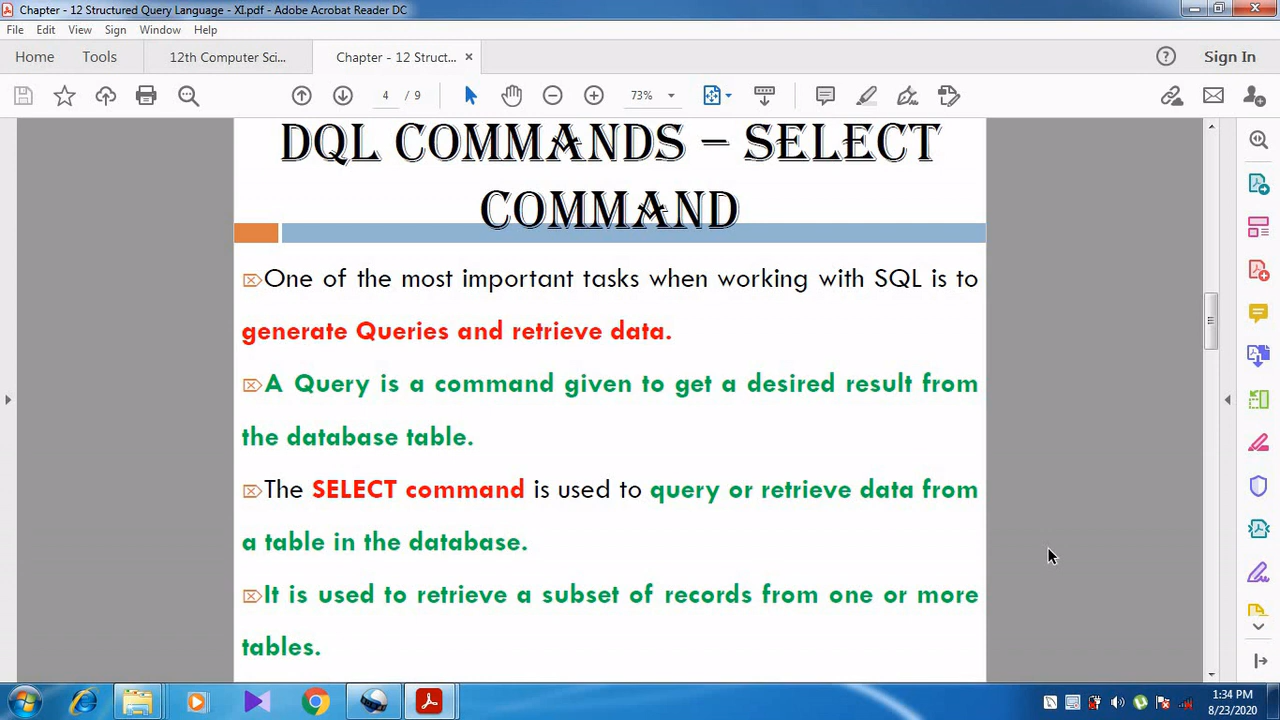 Chapter - 12 Structured Query Language - XI.pdf - Adobe Acrobat Reader DC
File Edit View Sign Window Help
Home Tools 12th Computer Sci... Chapter - 12 Struct... ×
4 / 9 73%
Sign In
DQL COMMANDS – SELECT
COMMAND
One of the most important tasks when working with SQL is to
generate Queries and retrieve data.
A Query is a command given to get a desired result from
the database table.
The SELECT command is used to query or retrieve data from
a table in the database.
It is used to retrieve a subset of records from one or more
tables.
1:34 PM
8/23/2020